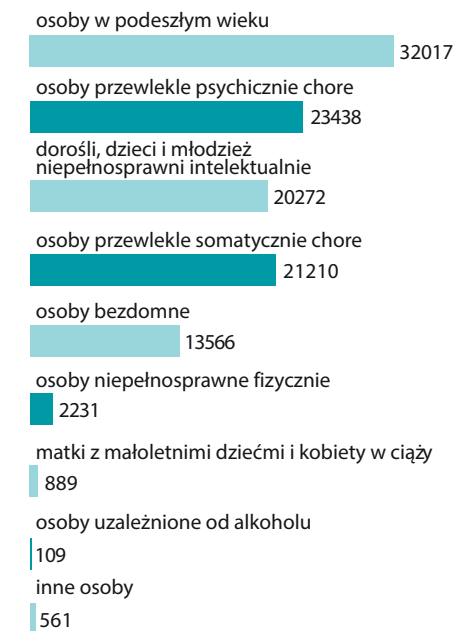 osoby w podeszłym wieku
32017
osoby przewlekle psychicznie chore
23438
dorośli, dzieci i młodzież
niepełnosprawni intelektualnie
20272
osoby przewlekle somatycznie chore
21210
osoby bezdomne
13566
osoby niepełnosprawne fizycznie
2231
matki z małoletnimi dziećmi i kobiety w ciąży
889
osoby uzależnione od alkoholu
109
inne osoby
561